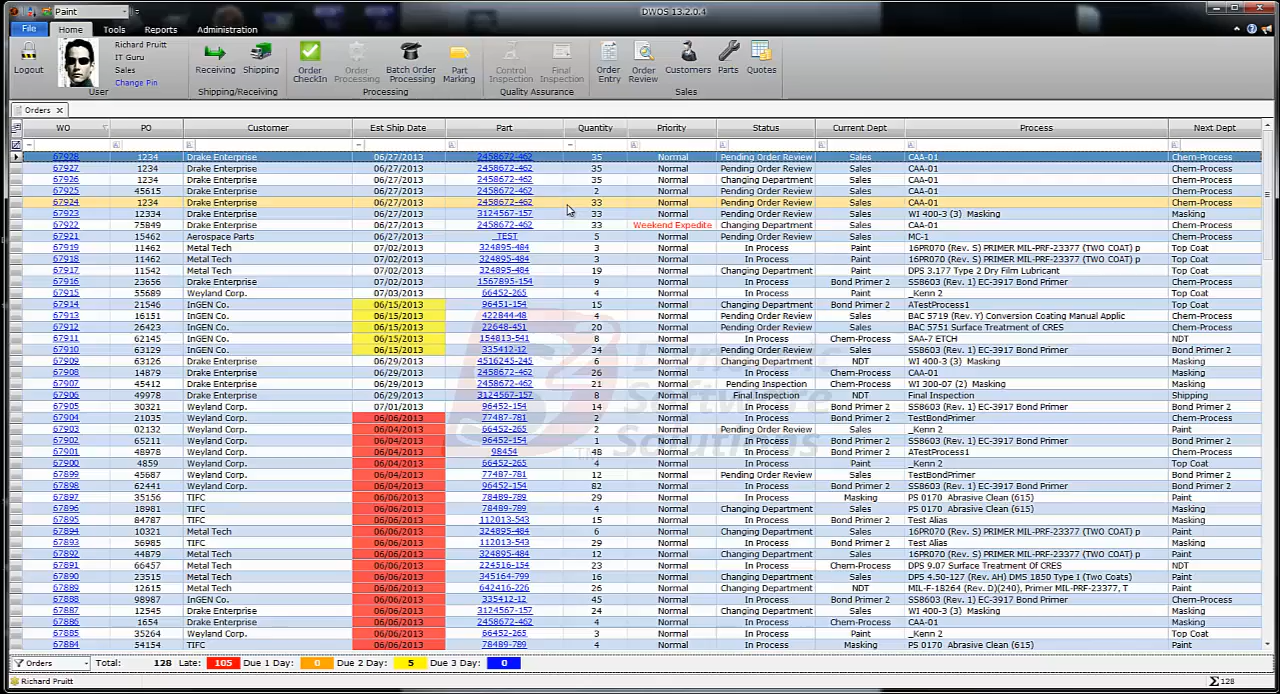 Paint
DWOS 13.2.0.4
File Home Tools Reports Administration
Logout
Richard Pruitt
IT Guru
Sales
Change Pin
User
Receiving Shipping
Shipping/Receiving
Order CheckIn Order Processing Batch Order Processing Part Marking
Processing
Control Inspection Final Inspection
Quality Assurance
Order Entry Order Review Customers Parts Quotes
Sales
Orders
WO PO Customer Est Ship Date Part Quantity Priority Status Current Dept Process Next Dept
67928 1234 Drake Enterprise 06/27/2013 2458672-462 35 Normal Pending Order Review Sales CAA-01 Chem-Process
67927 1234 Drake Enterprise 06/27/2013 2458672-462 35 Normal Pending Order Review Sales CAA-01 Chem-Process
67926 1234 Drake Enterprise 06/27/2013 2458672-462 35 Normal Changing Department Sales CAA-01 Chem-Process
67925 45615 Drake Enterprise 06/27/2013 2458672-462 2 Normal Pending Order Review Sales CAA-01 Chem-Process
67924 1234 Drake Enterprise 06/27/2013 2458672-462 33 Normal Pending Order Review Sales CAA-01 Chem-Process
67923 12334 Drake Enterprise 06/27/2013 3124567-157 33 Normal Pending Order Review Sales WI 400-3 (3) Masking Masking
67922 75849 Drake Enterprise 06/27/2013 2458672-462 33 Weekend Expedite Changing Department Sales CAA-01 Chem-Process
67921 15462 Aerospace Parts 06/27/2013 _TEST 5 Normal Pending Order Review Sales MC-1 Chem-Process
67919 11462 Metal Tech 07/02/2013 324895-484 3 Normal In Process Paint 16PR070 (Rev. S) PRIMER MIL-PRF-23377 (TWO COAT) p Top Coat
67918 11462 Metal Tech 07/02/2013 324895-484 3 Normal In Process Paint 16PR070 (Rev. S) PRIMER MIL-PRF-23377 (TWO COAT) p Top Coat
67917 11542 Metal Tech 07/02/2013 324895-484 19 Normal Changing Department Paint DPS 3.177 Type 2 Dry Film Lubricant Top Coat
67916 23656 Drake Enterprise 07/02/2013 1567895-154 9 Normal In Process Bond Primer 2 SS8603 (Rev. 1) EC-3917 Bond Primer Chem-Process
67915 55689 Weyland Corp. 07/03/2013 66452-265 4 Normal In Process Paint _Kenn 2 Top Coat
67914 21546 InGEN Co. 06/15/2013 96451-154 15 Normal Changing Department Bond Primer 2 ATestProcess1 Top Coat
67913 16151 InGEN Co. 06/15/2013 422844-48 4 Normal Pending Order Review Sales BAC 5719 (Rev. Y) Conversion Coating Manual Applic Chem-Process
67912 26423 InGEN Co. 06/15/2013 22648-451 20 Normal Pending Order Review Sales BAC 5751 Surface Treatment of CRES Chem-Process
67911 62145 InGEN Co. 06/15/2013 154813-541 8 Normal In Process Chem-Process SAA-7 ETCH NDT
67910 63129 InGEN Co. 06/15/2013 335412-12 34 Normal Pending Order Review Sales SS8603 (Rev. 1) EC-3917 Bond Primer Bond Primer 2
67909 63126 Drake Enterprise 06/29/2013 4516245-245 6 Normal Changing Department NDT WI 400-3 (3) Masking Masking
67908 14879 Drake Enterprise 06/29/2013 2458672-462 26 Normal In Process Chem-Process CAA-01 Masking
67907 45412 Drake Enterprise 06/29/2013 2458672-462 21 Normal Pending Inspection Chem-Process WI 300-07 (2) Masking Masking
67906 49978 Drake Enterprise 06/29/2013 3124567-157 8 Normal Final Inspection NDT Final Inspection Shipping
67905 30321 Weyland Corp. 07/01/2013 96452-154 14 Normal In Process Bond Primer 2 SS8603 (Rev. 1) EC-3917 Bond Primer Bond Primer 2
67904 21035 Weyland Corp. 06/06/2013 77487-781 2 Normal In Process Bond Primer 2 TestBondPrimer Chem-Process
67903 02132 Weyland Corp. 06/04/2013 66452-265 2 Normal Pending Order Review Sales _Kenn 2 Paint
67902 65211 Weyland Corp. 06/04/2013 96452-154 1 Normal In Process Bond Primer 2 SS8603 (Rev. 1) EC-3917 Bond Primer Bond Primer 2
67901 48978 Weyland Corp. 06/04/2013 98454 48 Normal In Process Bond Primer 2 ATestProcess1 Chem-Process
67900 4859 Weyland Corp. 06/06/2013 66452-265 4 Normal In Process Paint _Kenn 2 Top Coat
67899 45687 Weyland Corp. 06/04/2013 77487-781 12 Normal Pending Order Review Sales TestBondPrimer Bond Primer 2
67898 62441 Weyland Corp. 06/04/2013 96452-154 82 Normal In Process Bond Primer 2 SS8603 (Rev. 1) EC-3917 Bond Primer Bond Primer 2
67897 35156 TIFC 06/06/2013 78489-789 29 Normal In Process Masking PS 0170 Abrasive Clean (615) Paint
67896 18981 TIFC 06/06/2013 78489-789 4 Normal Changing Department Sales PS 0170 Abrasive Clean (615) Masking
67895 84787 TIFC 06/06/2013 112013-543 15 Normal In Process Bond Primer 2 Test Alias Masking
67894 10321 Metal Tech 06/06/2013 324895-484 6 Normal In Process Sales 16PR070 (Rev. S) PRIMER MIL-PRF-23377 (TWO COAT) p Paint
67893 56985 TIFC 06/06/2013 112013-543 29 Normal In Process Bond Primer 2 Test Alias Masking
67892 44879 Metal Tech 06/06/2013 324895-484 12 Normal Changing Department Sales 16PR070 (Rev. S) PRIMER MIL-PRF-23377 (TWO COAT) p Paint
67891 66457 Metal Tech 06/06/2013 224516-154 23 Normal In Process Chem-Process DPS 9.07 Surface Treatment Of CRES NDT
67890 23515 Metal Tech 06/06/2013 345164-799 16 Normal Changing Department Sales DPS 4.50-127 (Rev. AH) DMS 1850 Type I (Two Coats) Paint
67889 12615 Metal Tech 06/06/2013 642416-226 16 Normal Changing Department NDT MIL-F-18264 (Rev. D)(240), Primer MIL-PRF-23377, T Paint
67888 98987 InGEN Co. 06/06/2013 335412-12 45 Normal In Process Bond Primer 2 SS8603 (Rev. 1) EC-3917 Bond Primer Chem-Process
67887 12545 Drake Enterprise 06/06/2013 3124567-157 24 Normal Changing Department Sales WI 400-3 (3) Masking Masking
67886 1654 Drake Enterprise 06/06/2013 2458672-462 4 Normal In Process Chem-Process CAA-01 Masking
67885 35264 Weyland Corp. 06/06/2013 66452-265 3 Normal In Process Paint _Kenn 2 Top Coat
67884 54154 TIFC 06/06/2013 78489-789 4 Normal Changing Department Sales PS 0170 Abrasive Clean (615) Masking
Dynamic
Software
Solutions
Orders Total: 128 Late: 105 Due 1 Day: 0 Due 2 Day: 5 Due 3 Day: 0
Richard Pruitt Σ128